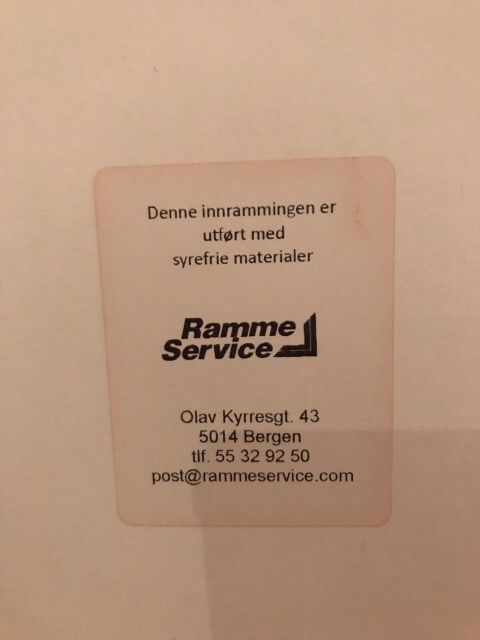 Denne innrammingen er
utført med
syrefrie materialer
Ramme
Service
Olav Kyrresgt. 43
5014 Bergen
tlf. 55 32 92 50
post@rammeservice.com